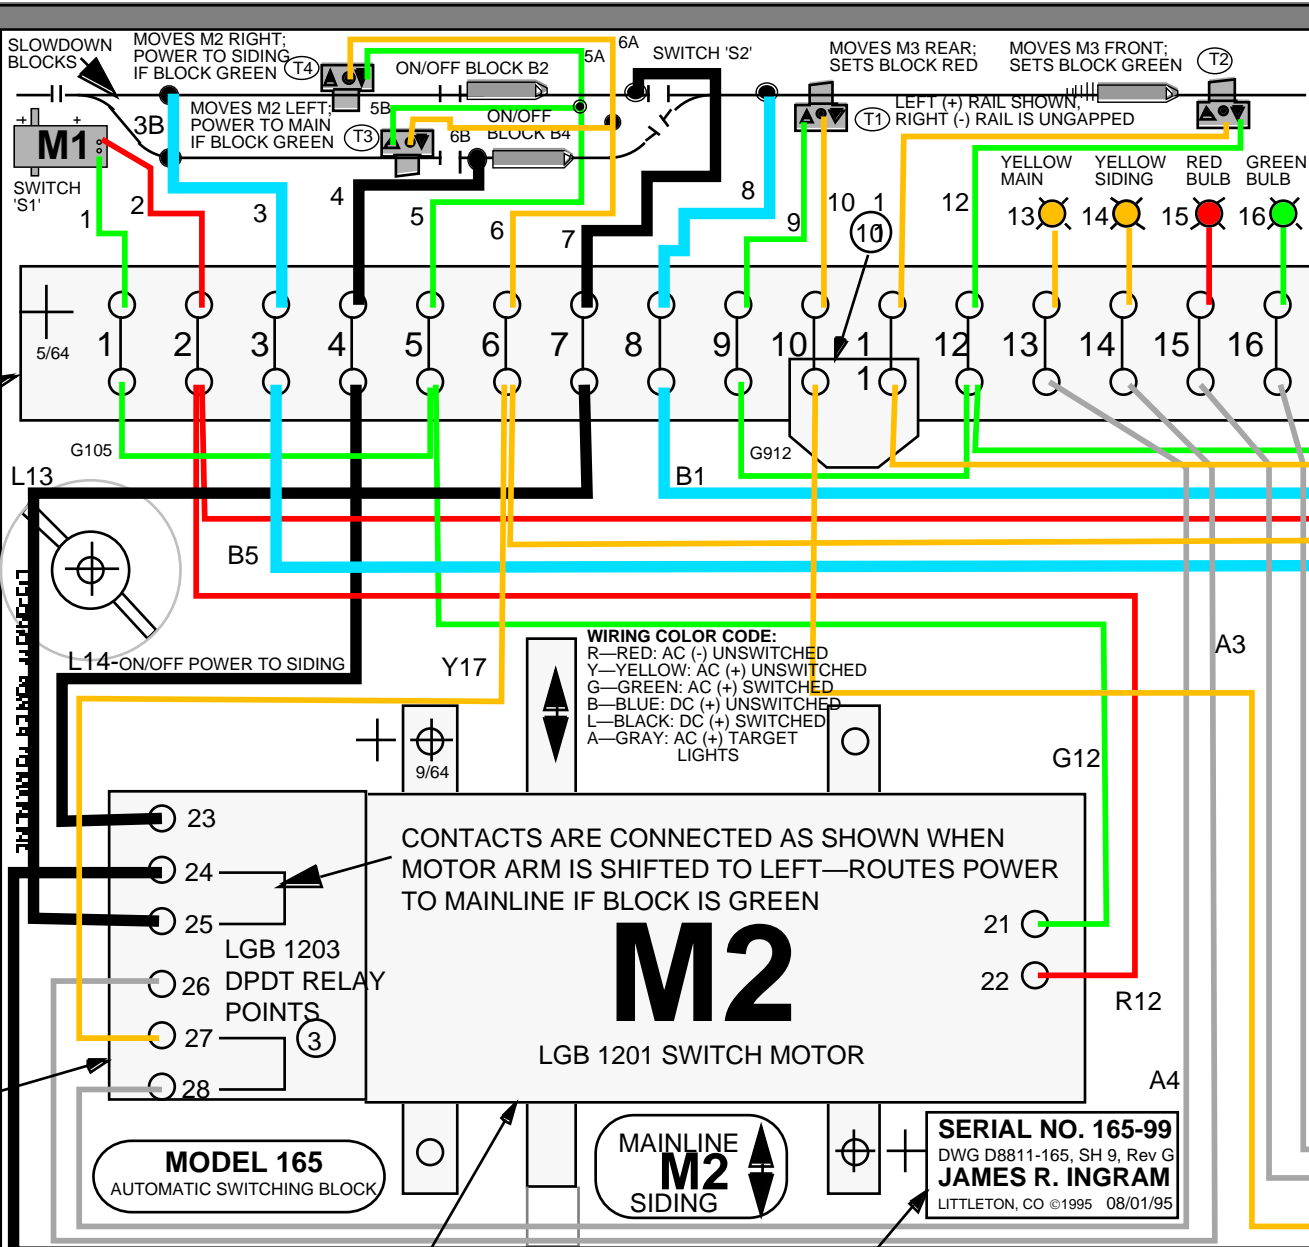 SLOWDOWN
BLOCKS
MOVES M2 RIGHT;
POWER TO SIDING
IF BLOCK GREEN
T4
ON/OFF BLOCK B2
5A
6A
SWITCH 'S2'
MOVES M3 REAR;
SETS BLOCK RED
MOVES M3 FRONT;
SETS BLOCK GREEN
T2
MOVES M2 LEFT;
POWER TO MAIN
IF BLOCK GREEN
5B
T3
6B
ON/OFF
BLOCK B4
T1
LEFT (+) RAIL SHOWN,
RIGHT (-) RAIL IS UNGAPPED
3B
M1
SWITCH
'S1'
YELLOW
MAIN
YELLOW
SIDING
RED
BULB
GREEN
BULB
1
2
3
4
5
6
7
8
9
10
1
10
12
13
14
15
16
5/64
1
2
3
4
5
6
7
8
9
10
1
1
12
13
14
15
16
G105
G912
L13
B1
B5
L14-ON/OFF POWER TO SIDING
Y17
A3
WIRING COLOR CODE:
R—RED: AC (-) UNSWITCHED
Y—YELLOW: AC (+) UNSWITCHED
G—GREEN: AC (+) SWITCHED
B—BLUE: DC (+) UNSWITCHED
L—BLACK: DC (+) SWITCHED
A—GRAY: AC (+) TARGET
LIGHTS
9/64
G12
23
24
25
26
27
28
CONTACTS ARE CONNECTED AS SHOWN WHEN
MOTOR ARM IS SHIFTED TO LEFT—ROUTES POWER
TO MAINLINE IF BLOCK IS GREEN
LGB 1203
DPDT RELAY
POINTS
3
M2
LGB 1201 SWITCH MOTOR
21
22
R12
A4
MODEL 165
AUTOMATIC SWITCHING BLOCK
MAINLINE
M2
SIDING
SERIAL NO. 165-99
DWG D8811-165, SH 9, Rev G
JAMES R. INGRAM
LITTLETON, CO ©1995 08/01/95